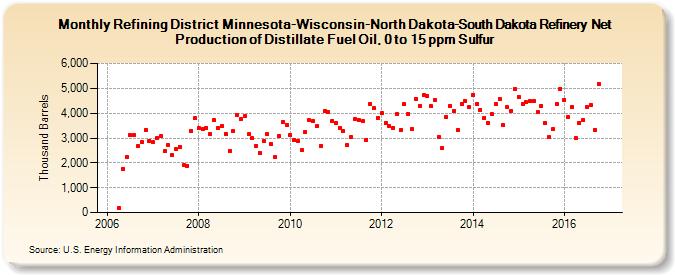 Monthly Refining District Minnesota-Wisconsin-North Dakota-South Dakota Refinery Net
Production of Distillate Fuel Oil, 0 to 15 ppm Sulfur
Thousand Barrels
6,000
5,000
4,000
3,000
2,000
1,000
0
2006 2008 2010 2012 2014 2016
Source: U.S. Energy Information Administration